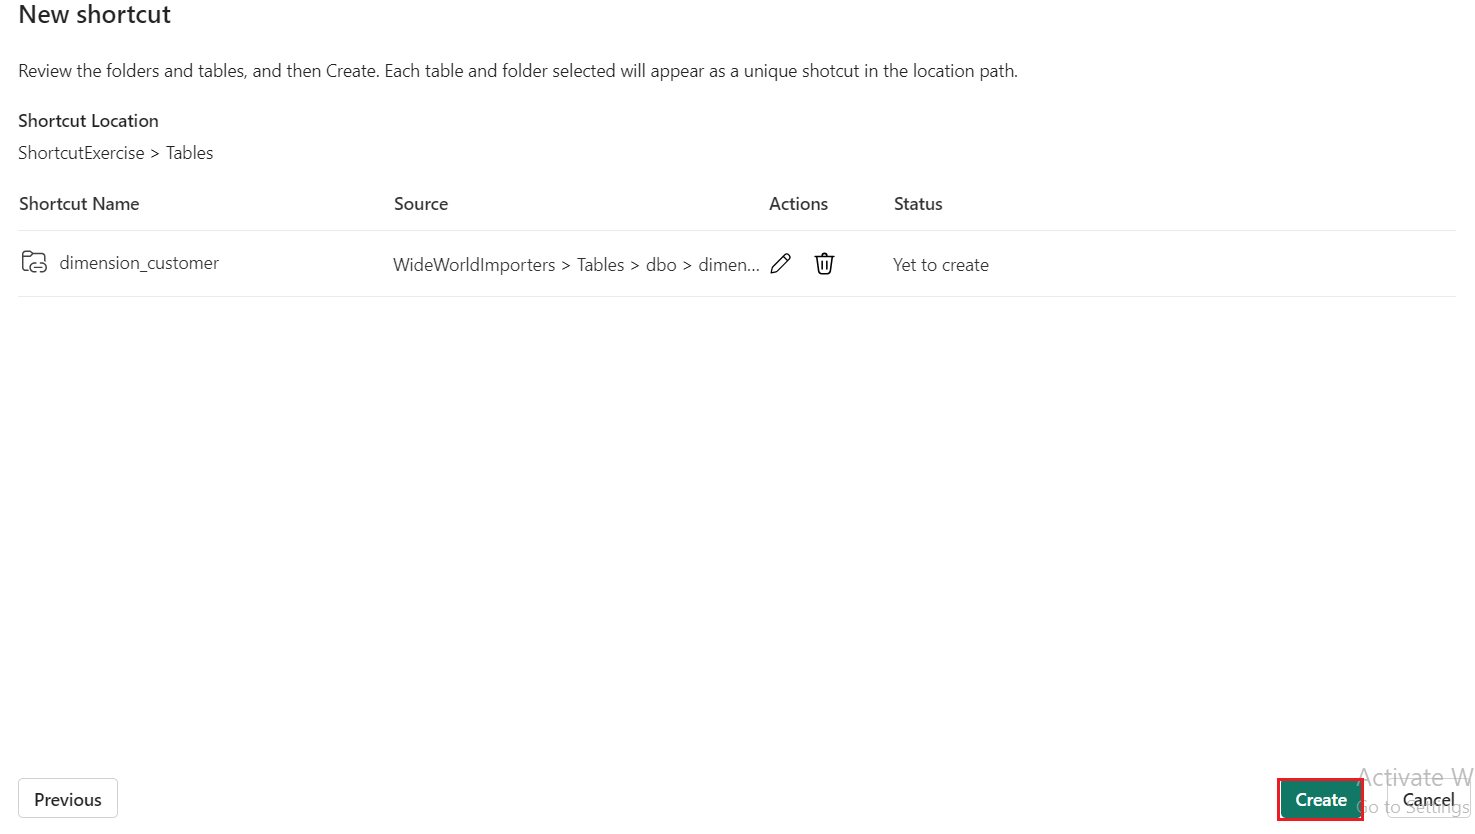 New shortcut
Review the folders and tables, and then Create. Each table and folder selected will appear as a unique shotcut in the location path.
Shortcut Location
ShortcutExercise > Tables
Shortcut Name Source Actions Status
dimension_customer WideWorldImporters > Tables > dbo > dimen... Yet to create
Activate W
Previous Create Cancel
Go to Settings